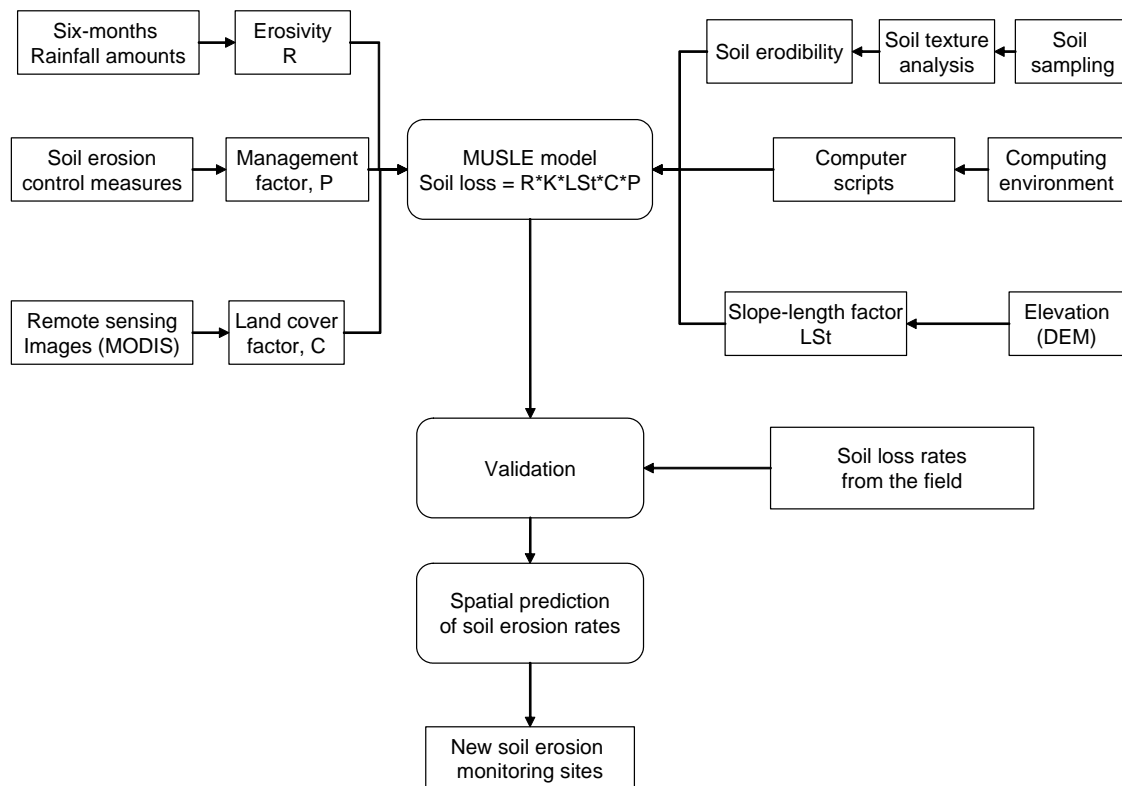 Six-months
Rainfall amounts
Erosivity
R
Soil erodibility
Soil texture
analysis
Soil
sampling
Soil erosion
control measures
Management
factor, P
MUSLE model
Soil loss = R*K*LSt*C*P
Computer
scripts
Computing
environment
Remote sensing
Images (MODIS)
Land cover
factor, C
Slope-length factor
LSt
Elevation
(DEM)
Validation
Soil loss rates
from the field
Spatial prediction
of soil erosion rates
New soil erosion
monitoring sites